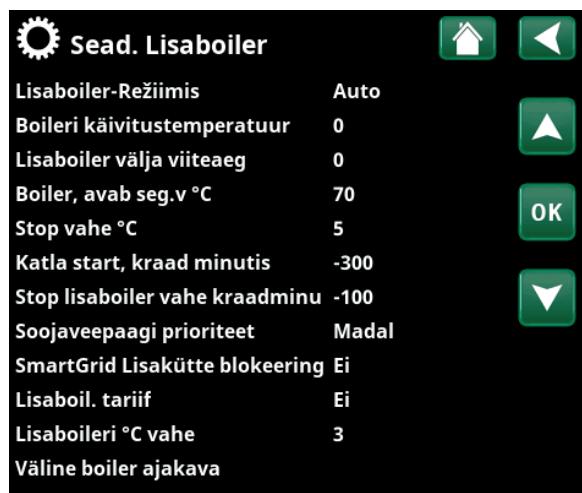 Sead. Lisaboiler
Lisaboiler-Režiimis Auto
Boileri käivitustemperatuur 0
Lisaboiler välja viiteaeg 0
Boiler, avab seg.v °C 70
OK
Stop vahe °C 5
Katla start, kraad minutis -300
Stop lisaboiler vahe kraadminu -100
Soojaveepaagi prioriteet Madal
SmartGrid Lisakütte blokeering Ei
Lisaboil. tariif Ei
Lisaboileri °C vahe 3
Väline boiler ajakava